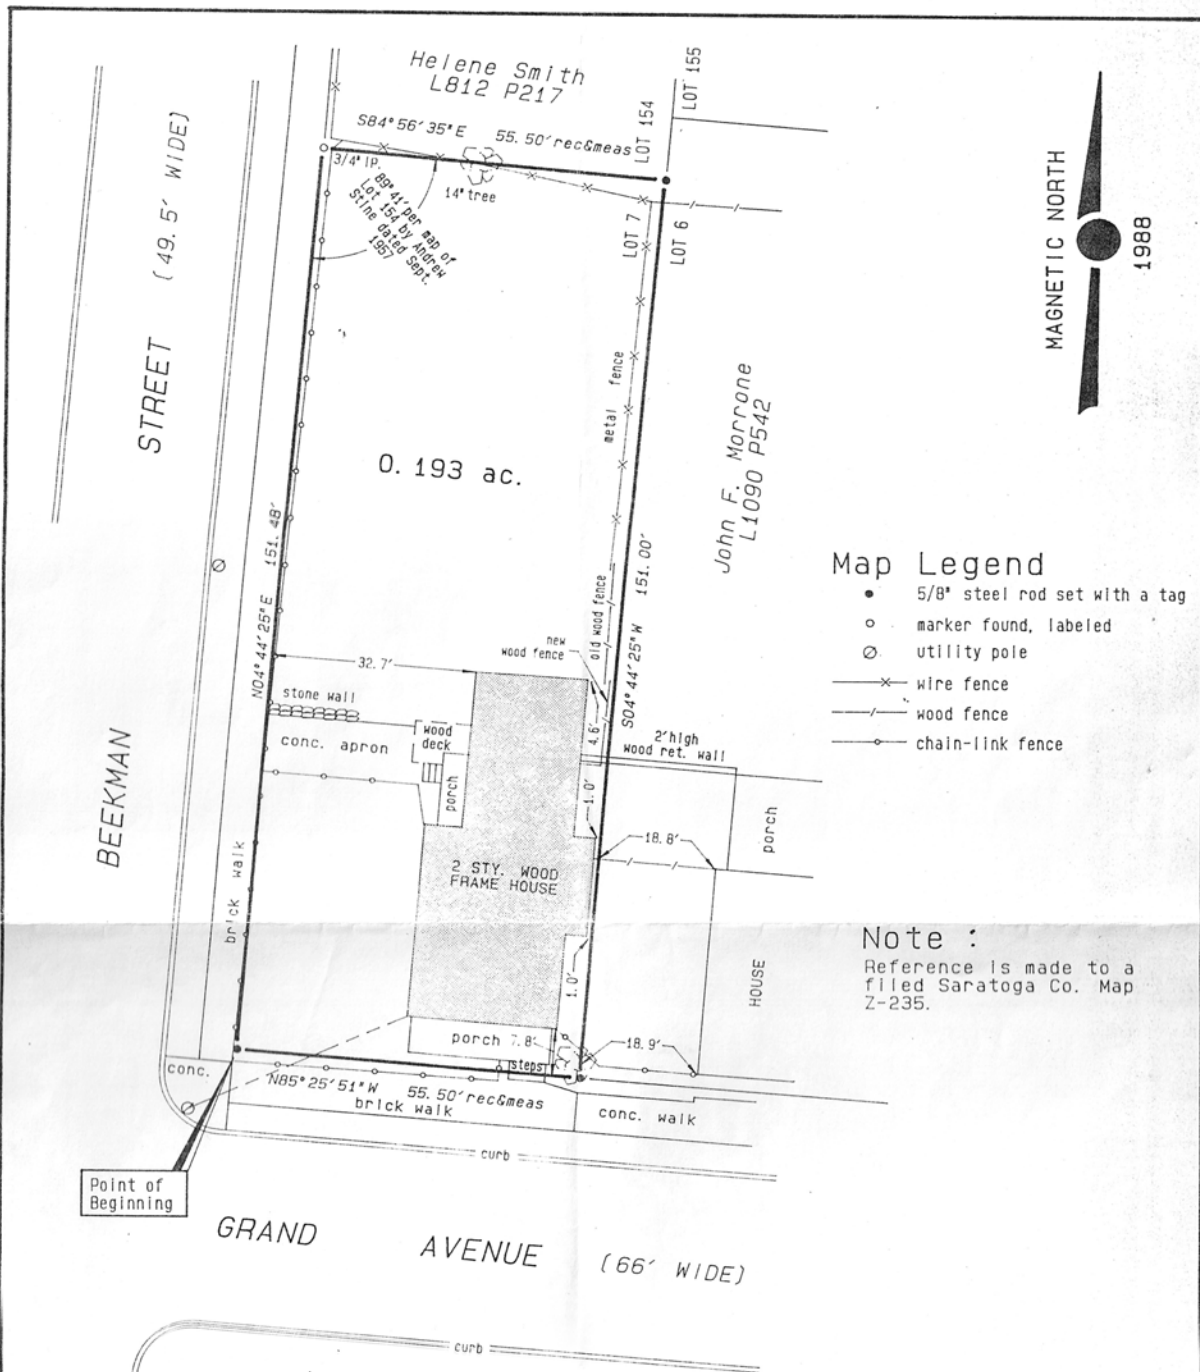 Helene Smith
L812 P217
LOT 154
LOT 155
S84°56'35"E 55.50'rec&meas
3/4" IP.
89°41'per map of
Lot 154 by Andrew
Stine dated Sept.
1957
14"tree
LOT 7
LOT 6
MAGNETIC NORTH
1988
STREET (49.5' WIDE)
BEEKMAN
metal fence
0.193 ac.
John F. Morrone
L1090 P542
N04°44'25"E 151.48'
S04°44'25"W 151.00'
old wood fence
new
wood fence
32.7'
stone wall
conc. apron
wood
deck
porch
4.6'
2'high
wood ret. wall
1.0'
18.8'
porch
2 STY. WOOD
FRAME HOUSE
brick walk
1.0'
HOUSE
porch 7.8'
steps
18.9'
conc.
N85°25'51"W 55.50'rec&meas
brick walk
conc. walk
curb
Point of
Beginning
GRAND AVENUE (66' WIDE)
curb
Map Legend
5/8" steel rod set with a tag
marker found, labeled
utility pole
wire fence
wood fence
chain-link fence
Note :
Reference is made to a
filed Saratoga Co. Map
Z-235.